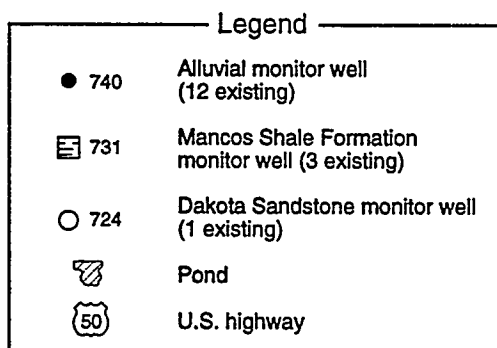 Legend
740 Alluvial monitor well
(12 existing)
731 Mancos Shale Formation
monitor well (3 existing)
724 Dakota Sandstone monitor well
(1 existing)
Pond
50 U.S. highway